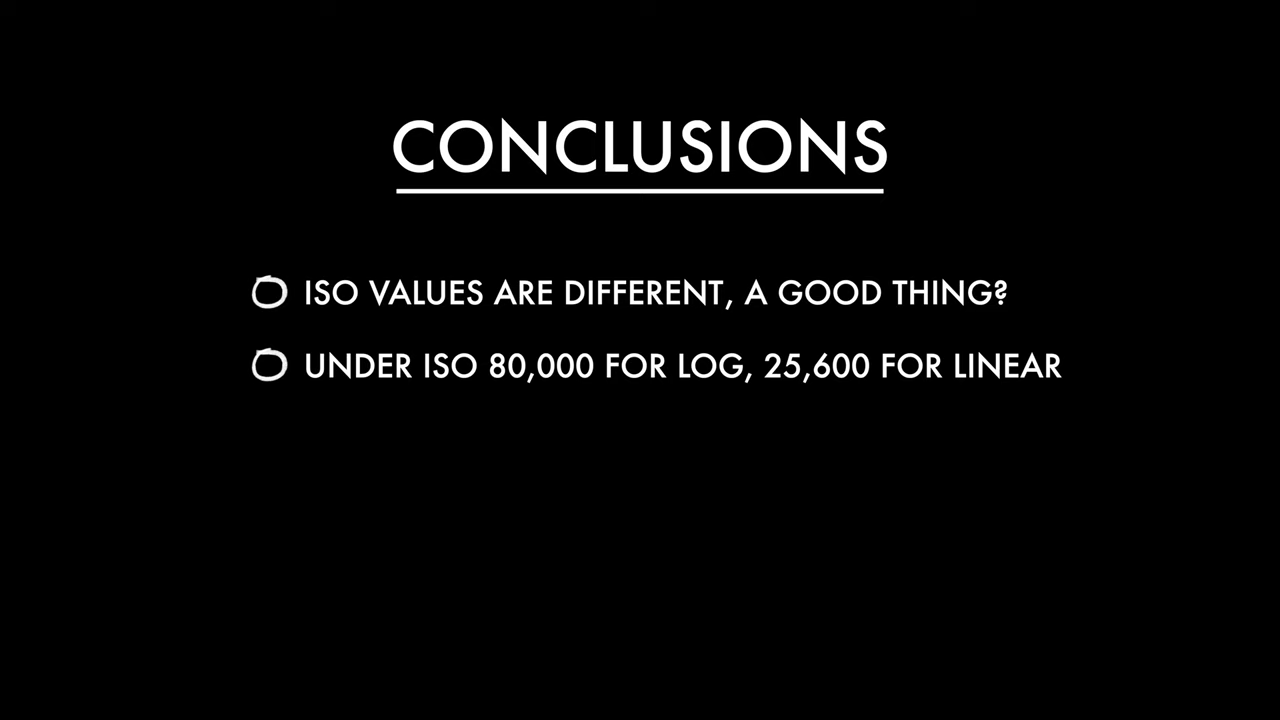 CONCLUSIONS
ISO VALUES ARE DIFFERENT, A GOOD THING?
UNDER ISO 80,000 FOR LOG, 25,600 FOR LINEAR